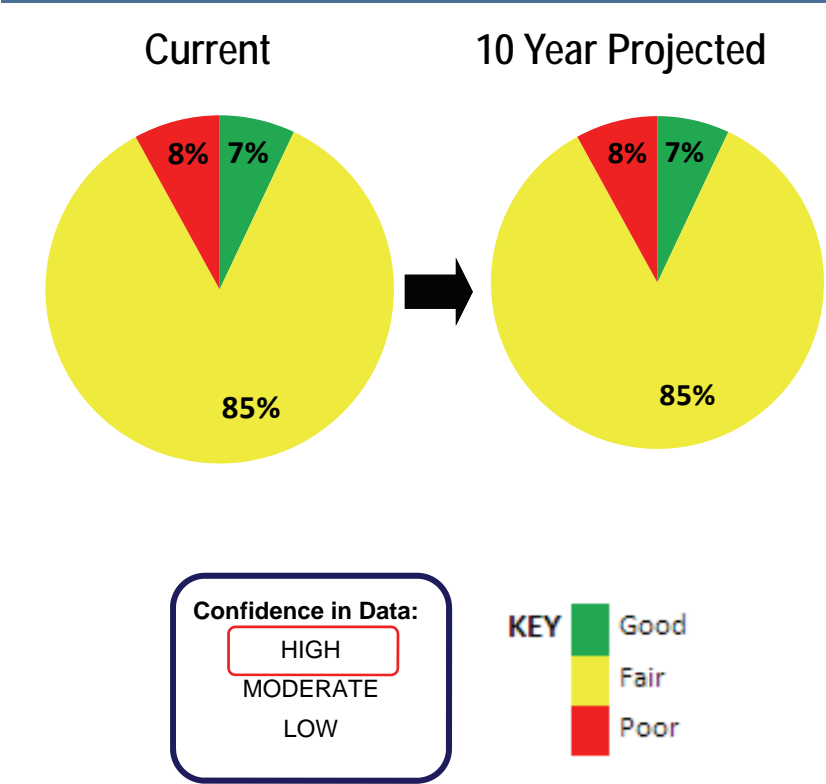 Current
10 Year Projected
8% 7%
85%
8% 7%
85%
Confidence in Data:
HIGH
MODERATE
LOW
KEY
Good
Fair
Poor